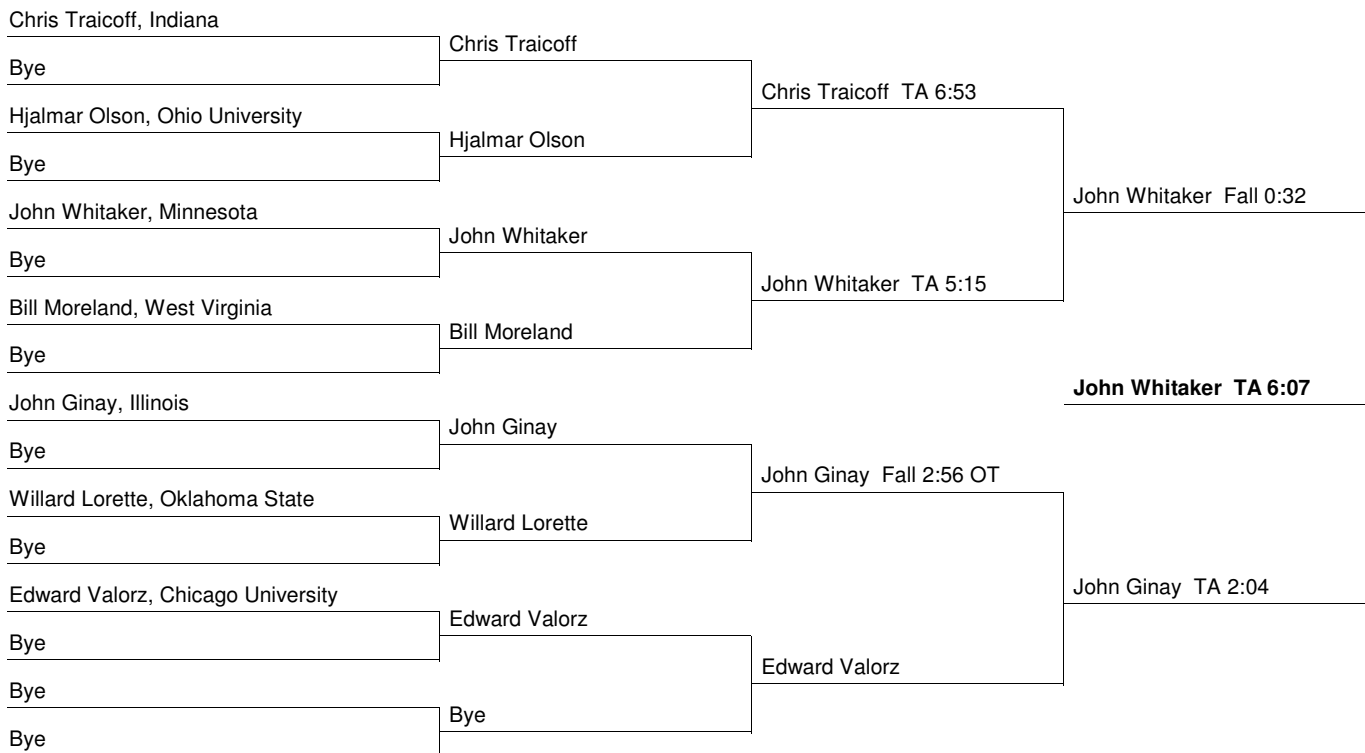 Chris Traicoff, Indiana
Bye
Hjalmar Olson, Ohio University
Bye
John Whitaker, Minnesota
Bye
Bill Moreland, West Virginia
Bye
John Ginay, Illinois
Bye
Willard Lorette, Oklahoma State
Bye
Edward Valorz, Chicago University
Bye
Bye
Bye
Chris Traicoff
Hjalmar Olson
John Whitaker
Bill Moreland
John Ginay
Willard Lorette
Edward Valorz
Bye
Chris Traicoff TA 6:53
John Whitaker TA 5:15
John Ginay Fall 2:56 OT
Edward Valorz
John Whitaker Fall 0:32
John Whitaker TA 6:07
John Ginay TA 2:04